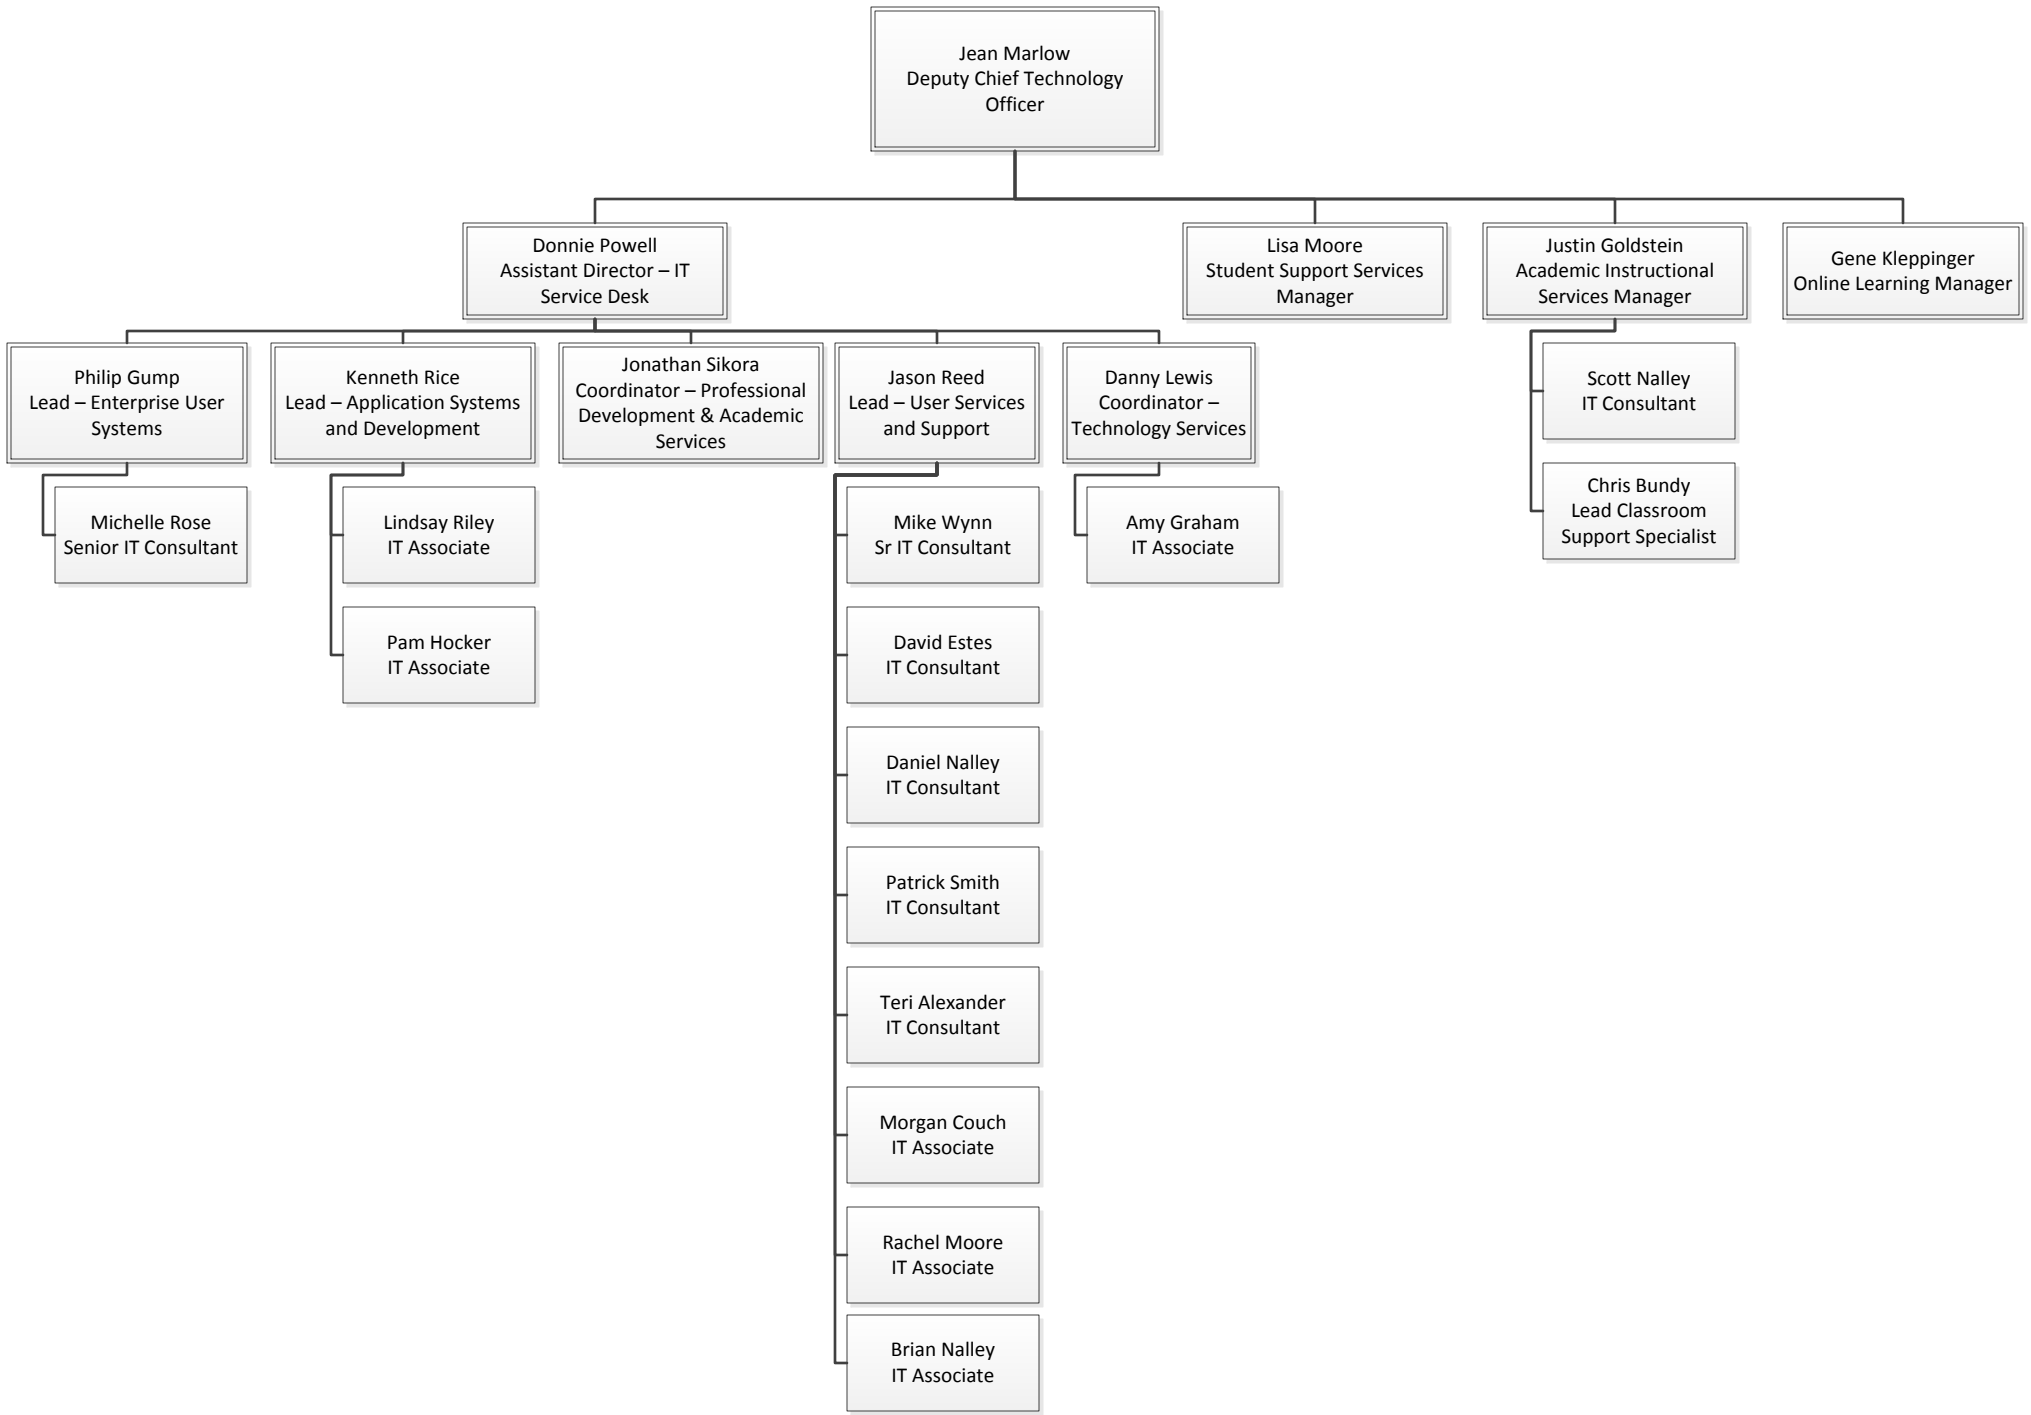 Jean Marlow
Deputy Chief Technology
Officer
Donnie Powell
Assistant Director – IT
Service Desk
Lisa Moore
Student Support Services
Manager
Justin Goldstein
Academic Instructional
Services Manager
Gene Kleppinger
Online Learning Manager
Philip Gump
Lead – Enterprise User
Systems
Kenneth Rice
Lead – Application Systems
and Development
Jonathan Sikora
Coordinator – Professional
Development & Academic
Services
Jason Reed
Lead – User Services
and Support
Danny Lewis
Coordinator –
Technology Services
Scott Nalley
IT Consultant
Chris Bundy
Lead Classroom
Support Specialist
Michelle Rose
Senior IT Consultant
Lindsay Riley
IT Associate
Pam Hocker
IT Associate
Mike Wynn
Sr IT Consultant
David Estes
IT Consultant
Daniel Nalley
IT Consultant
Patrick Smith
IT Consultant
Teri Alexander
IT Consultant
Morgan Couch
IT Associate
Rachel Moore
IT Associate
Brian Nalley
IT Associate
Amy Graham
IT Associate